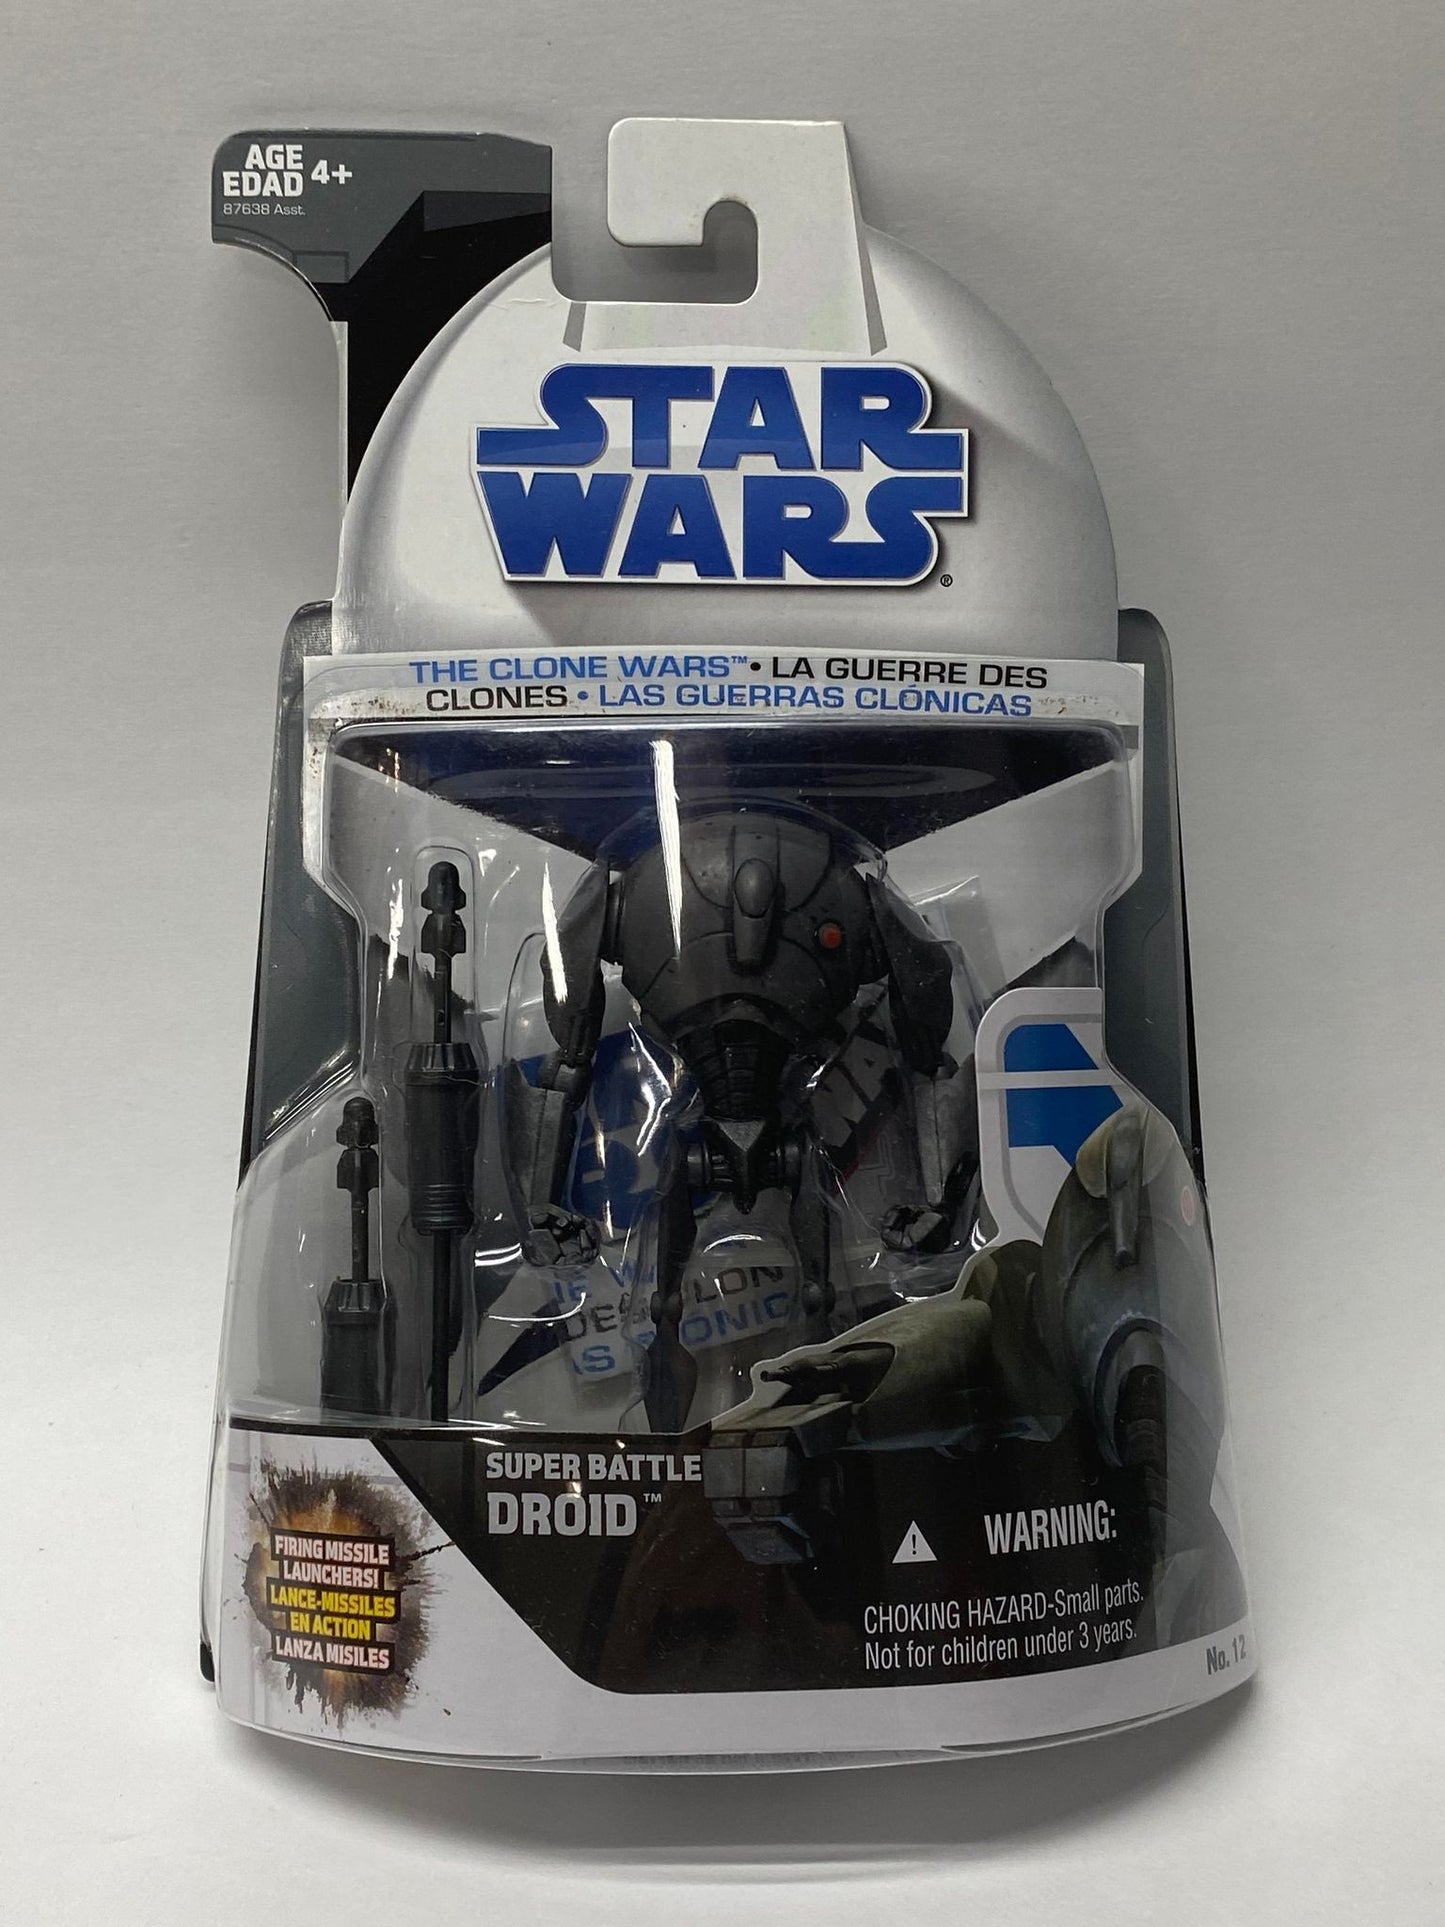 AGE
EDAD 4+
87638 Asst.
STAR
WARS®
THE CLONE WARS™ • LA GUERRE DES
CLONES • LAS GUERRAS CLÓNICAS
SUPER BATTLE
DROID™
FIRING MISSILE
LAUNCHERS!
LANCE-MISSILES
EN ACTION
LANZA MISILES
WARNING:
CHOKING HAZARD-Small parts.
Not for children under 3 years.
No. 12